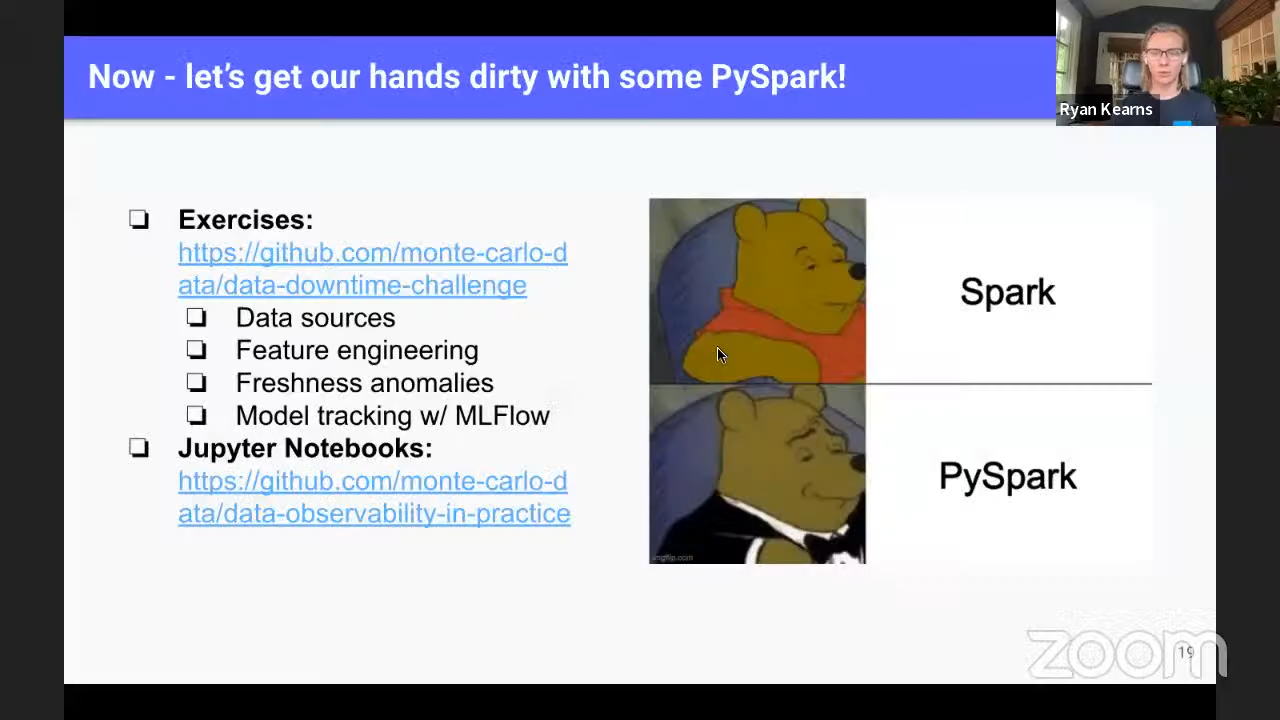 Now - let's get our hands dirty with some PySpark!
Ryan Kearns
❏ Exercises:
https://github.com/monte-carlo-d
ata/data-downtime-challenge
❏ Data sources
❏ Feature engineering
❏ Freshness anomalies
❏ Model tracking w/ MLFlow
❏ Jupyter Notebooks:
https://github.com/monte-carlo-d
ata/data-observability-in-practice
Spark
PySpark
imgflip.com
zoom
19